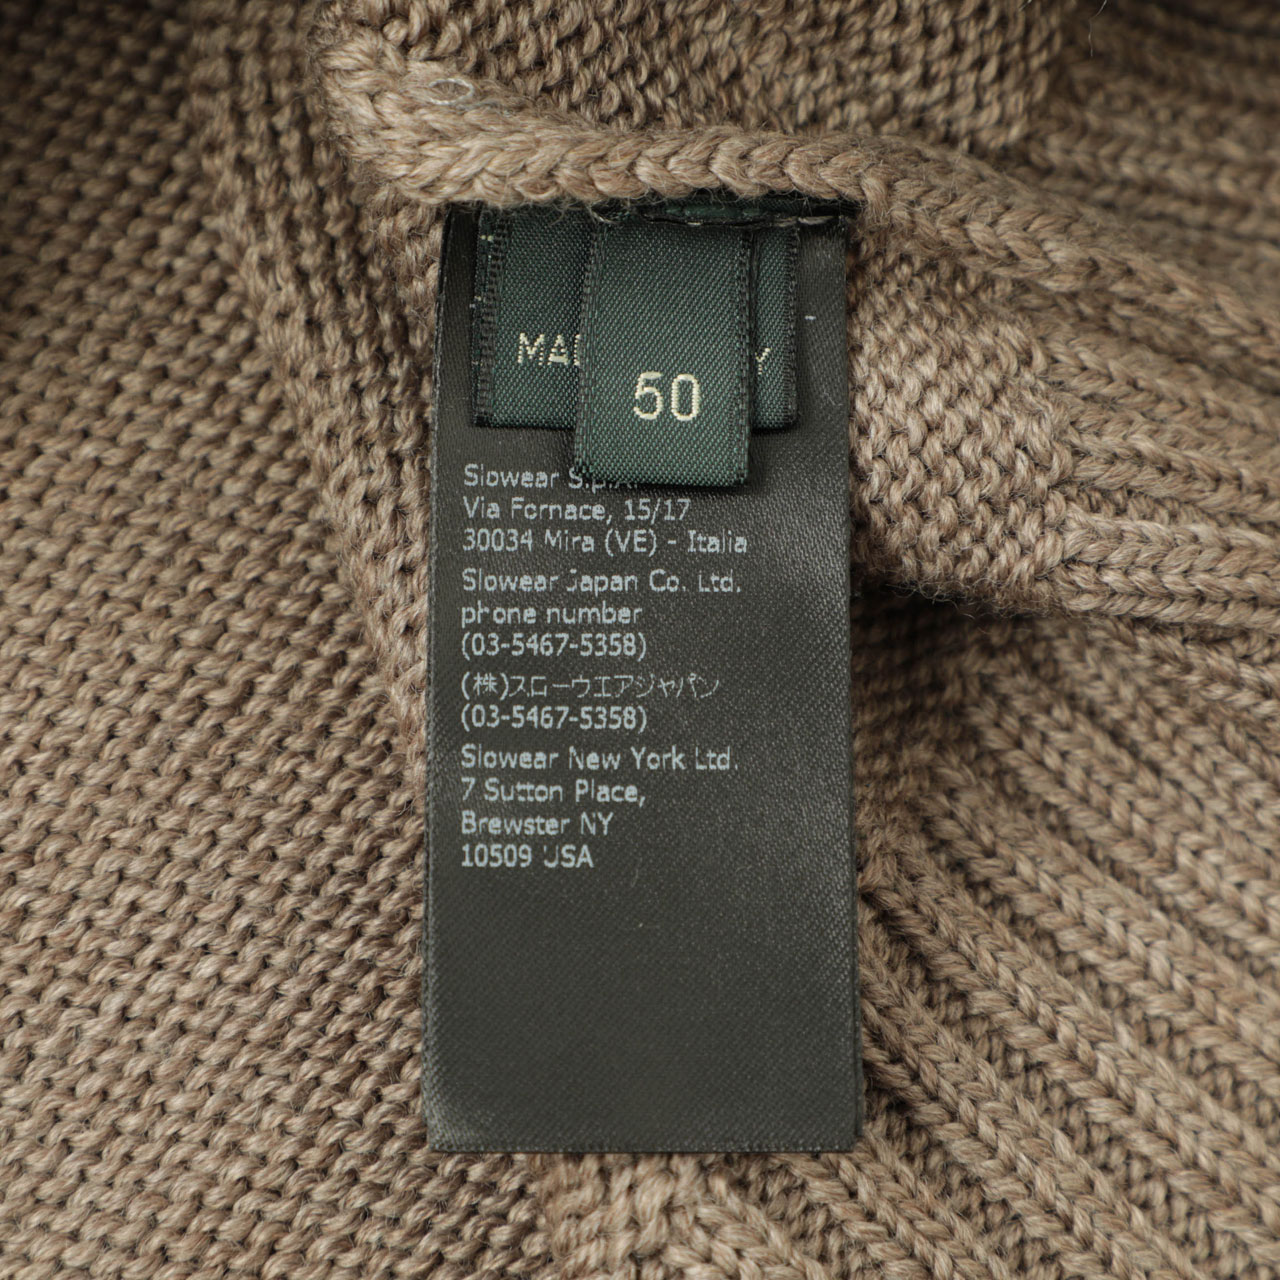 MA Y
50
Slowear S.p.A.
Via Fornace, 15/17
30034 Mira (VE) - Italia
Slowear Japan Co. Ltd.
phone number
(03-5467-5358)
(株)スローウエアジャパン
(03-5467-5358)
Slowear New York Ltd.
7 Sutton Place,
Brewster NY
10509 USA